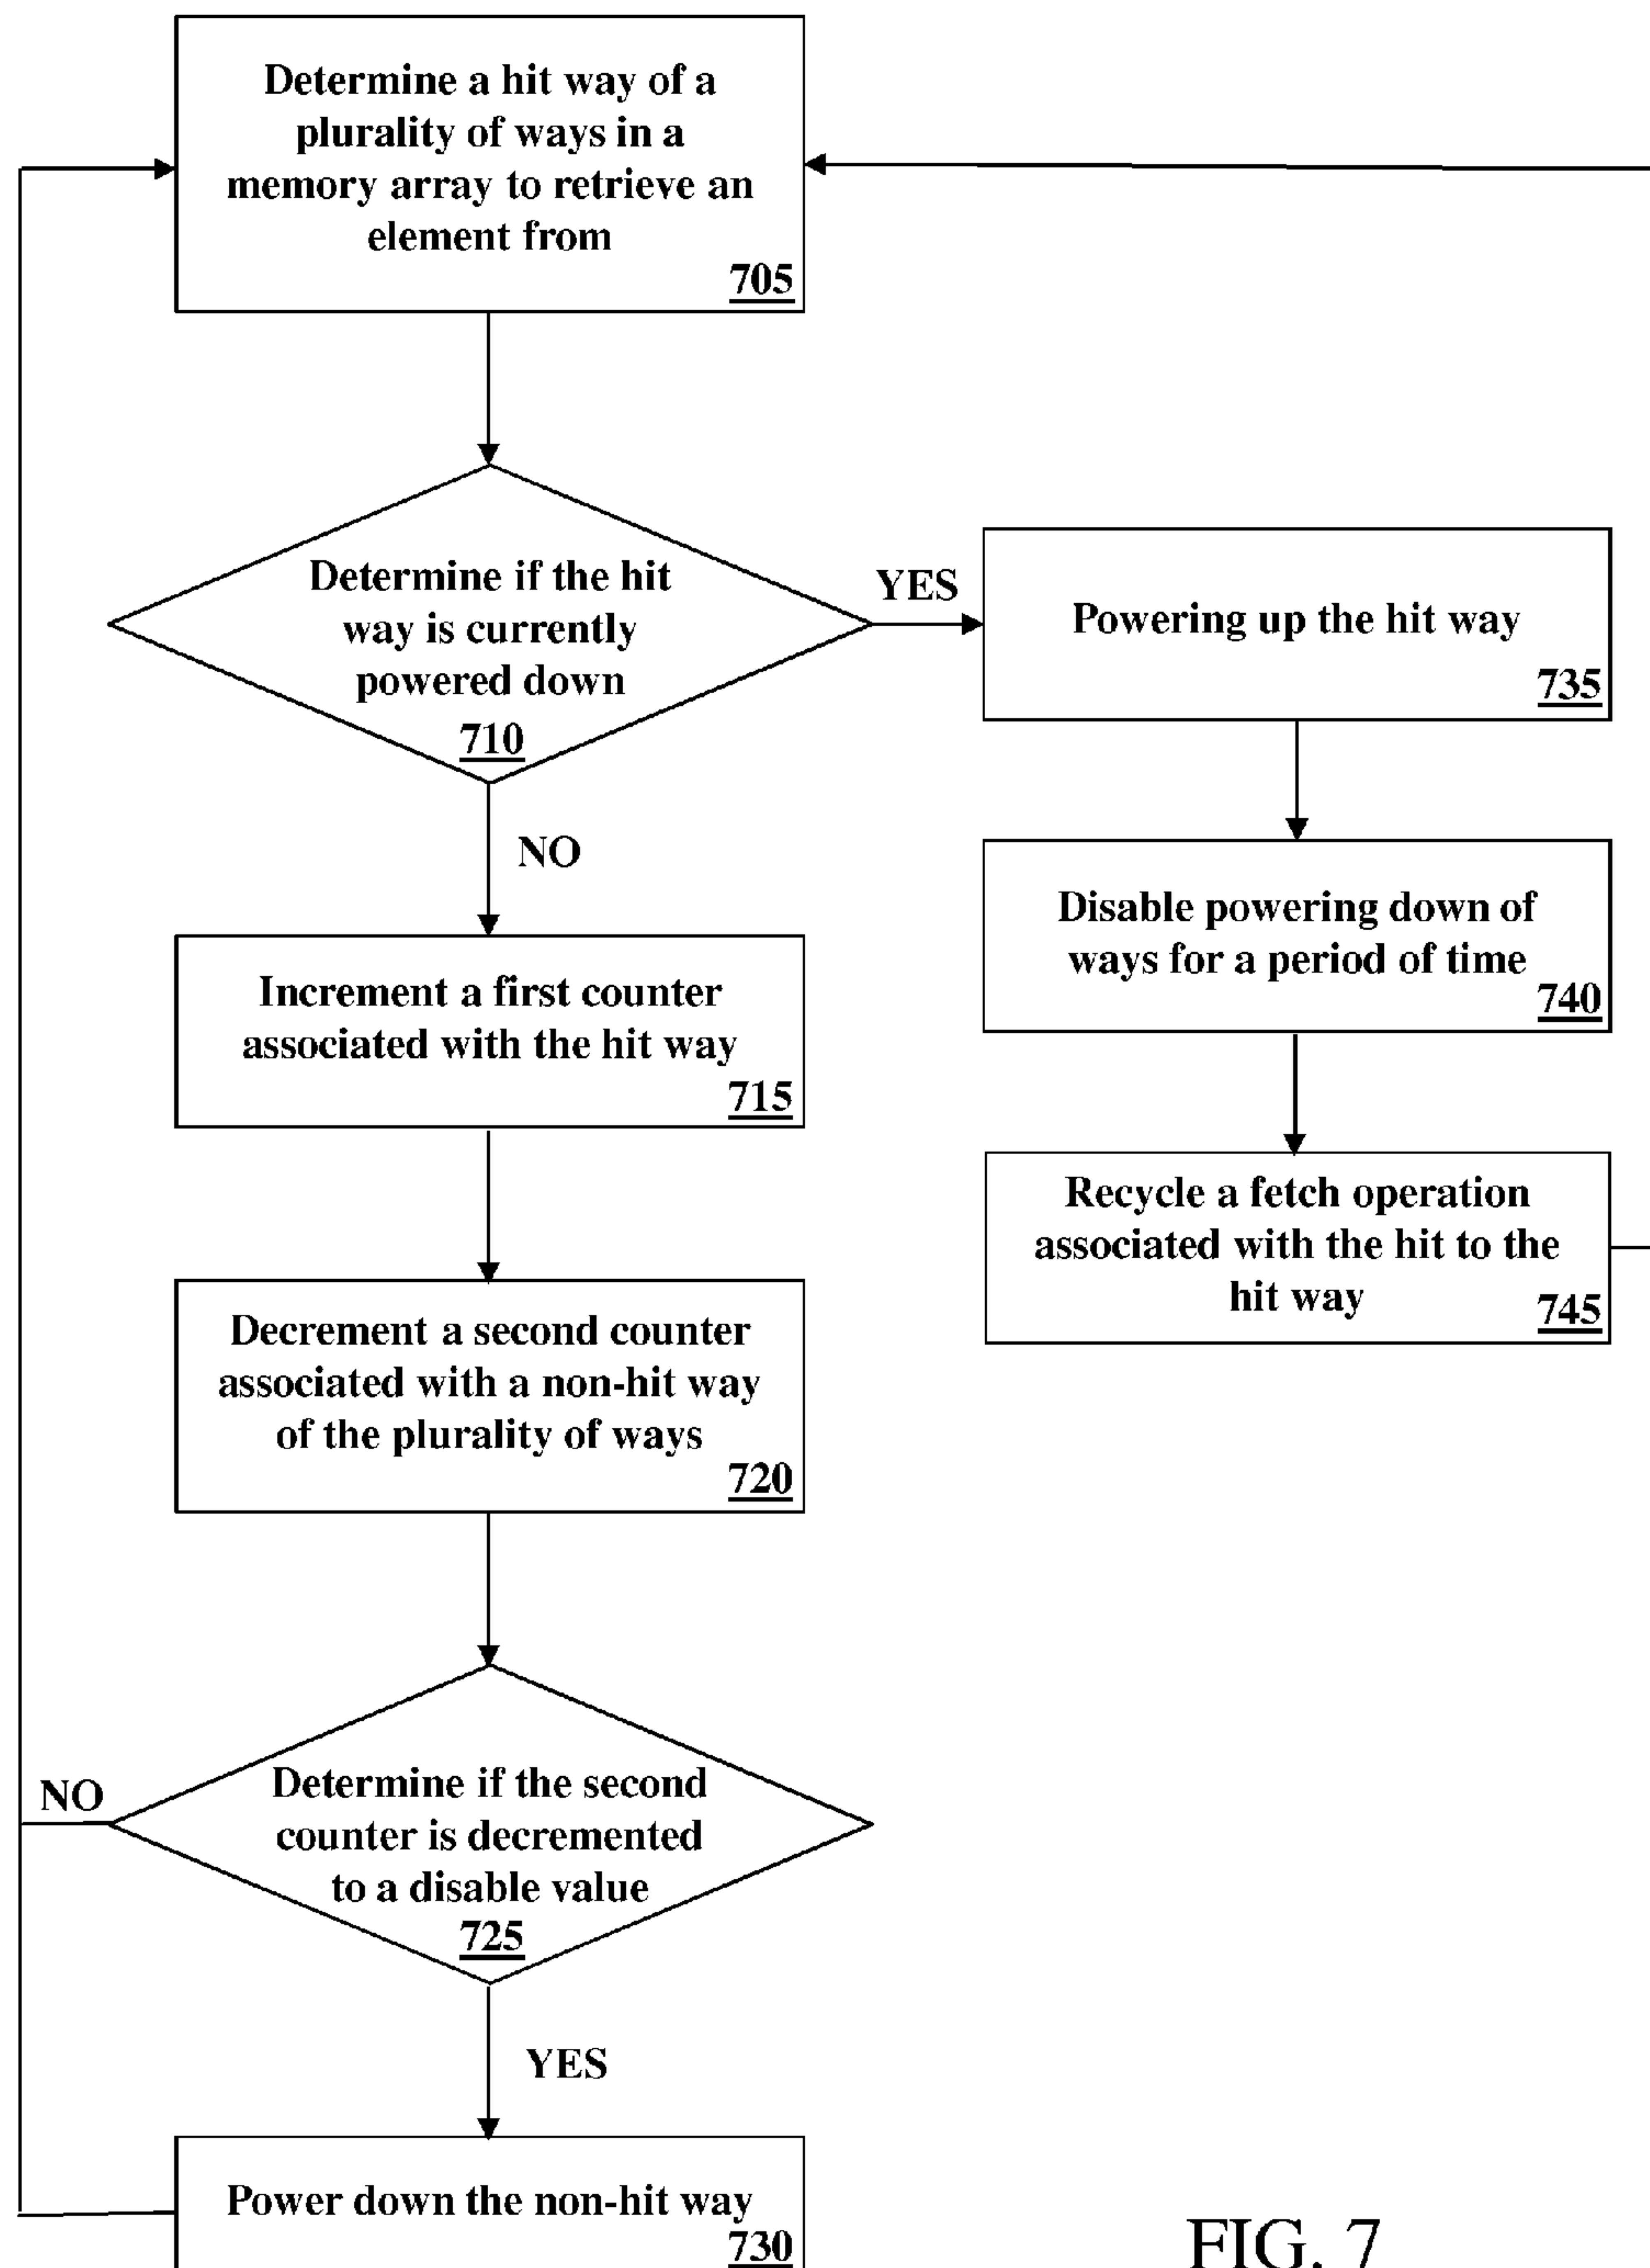 Determine a hit way of a
plurality of ways in a
memory array to retrieve an
element from
705
Determine if the hit
way is currently
powered down
710
YES
Powering up the hit way
735
NO
Disable powering down of
ways for a period of time
740
Increment a first counter
associated with the hit way
715
Recycle a fetch operation
associated with the hit to the
hit way
745
Decrement a second counter
associated with a non-hit way
of the plurality of ways
720
Determine if the second
counter is decremented
to a disable value
725
NO
YES
Power down the non-hit way
730
FIG. 7